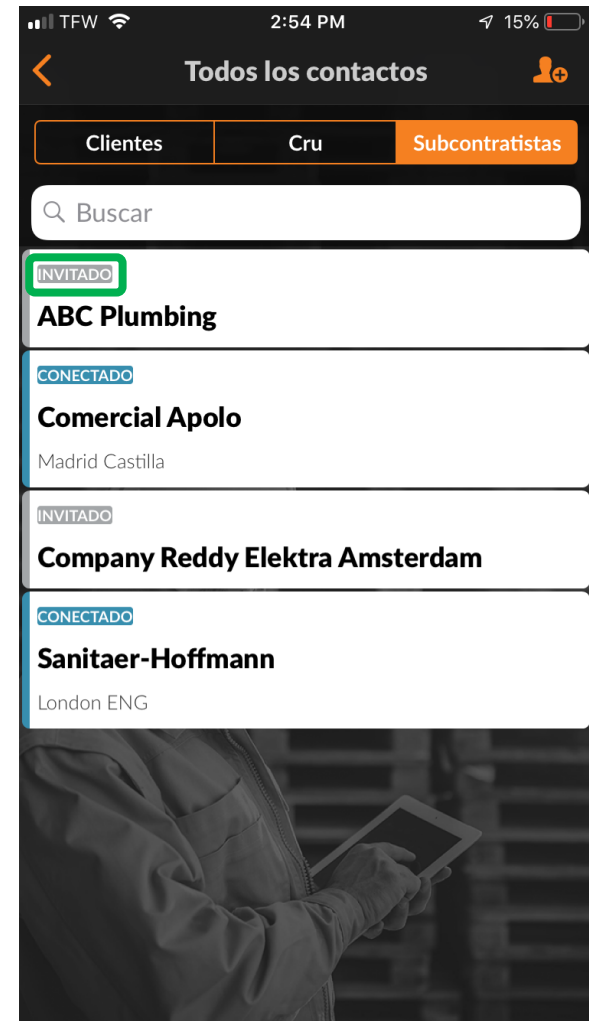 TFW 2:54 PM 15%
Todos los contactos
Clientes Cru Subcontratistas
Buscar
INVITADO
ABC Plumbing
CONECTADO
Comercial Apolo
Madrid Castilla
INVITADO
Company Reddy Elektra Amsterdam
CONECTADO
Sanitaer-Hoffmann
London ENG